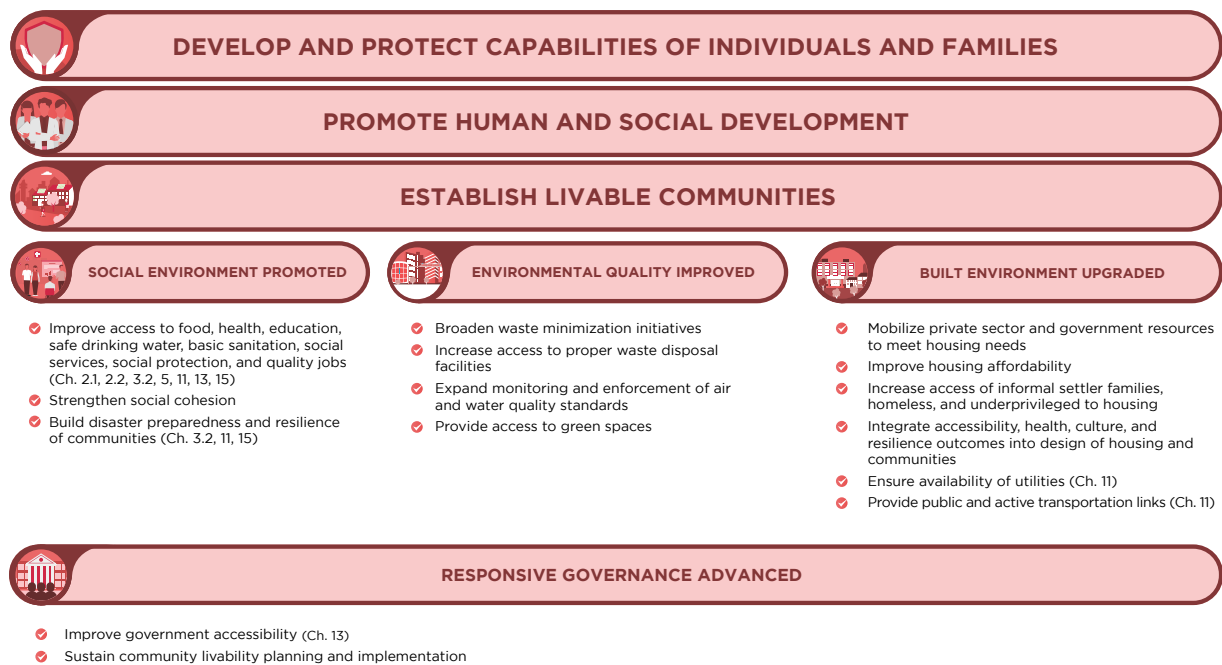 DEVELOP AND PROTECT CAPABILITIES OF INDIVIDUALS AND FAMILIES
PROMOTE HUMAN AND SOCIAL DEVELOPMENT
ESTABLISH LIVABLE COMMUNITIES
SOCIAL ENVIRONMENT PROMOTED
Improve access to food, health, education,
safe drinking water, basic sanitation, social
services, social protection, and quality jobs
(Ch. 2.1, 2.2, 3.2, 5, 11, 13, 15)
Strengthen social cohesion
Build disaster preparedness and resilience
of communities (Ch. 3.2, 11, 15)
ENVIRONMENTAL QUALITY IMPROVED
Broaden waste minimization initiatives
Increase access to proper waste disposal
facilities
Expand monitoring and enforcement of air
and water quality standards
Provide access to green spaces
BUILT ENVIRONMENT UPGRADED
Mobilize private sector and government resources
to meet housing needs
Improve housing affordability
Increase access of informal settler families,
homeless, and underprivileged to housing
Integrate accessibility, health, culture, and
resilience outcomes into design of housing and
communities
Ensure availability of utilities (Ch. 11)
Provide public and active transportation links (Ch. 11)
RESPONSIVE GOVERNANCE ADVANCED
Improve government accessibility (Ch. 13)
Sustain community livability planning and implementation